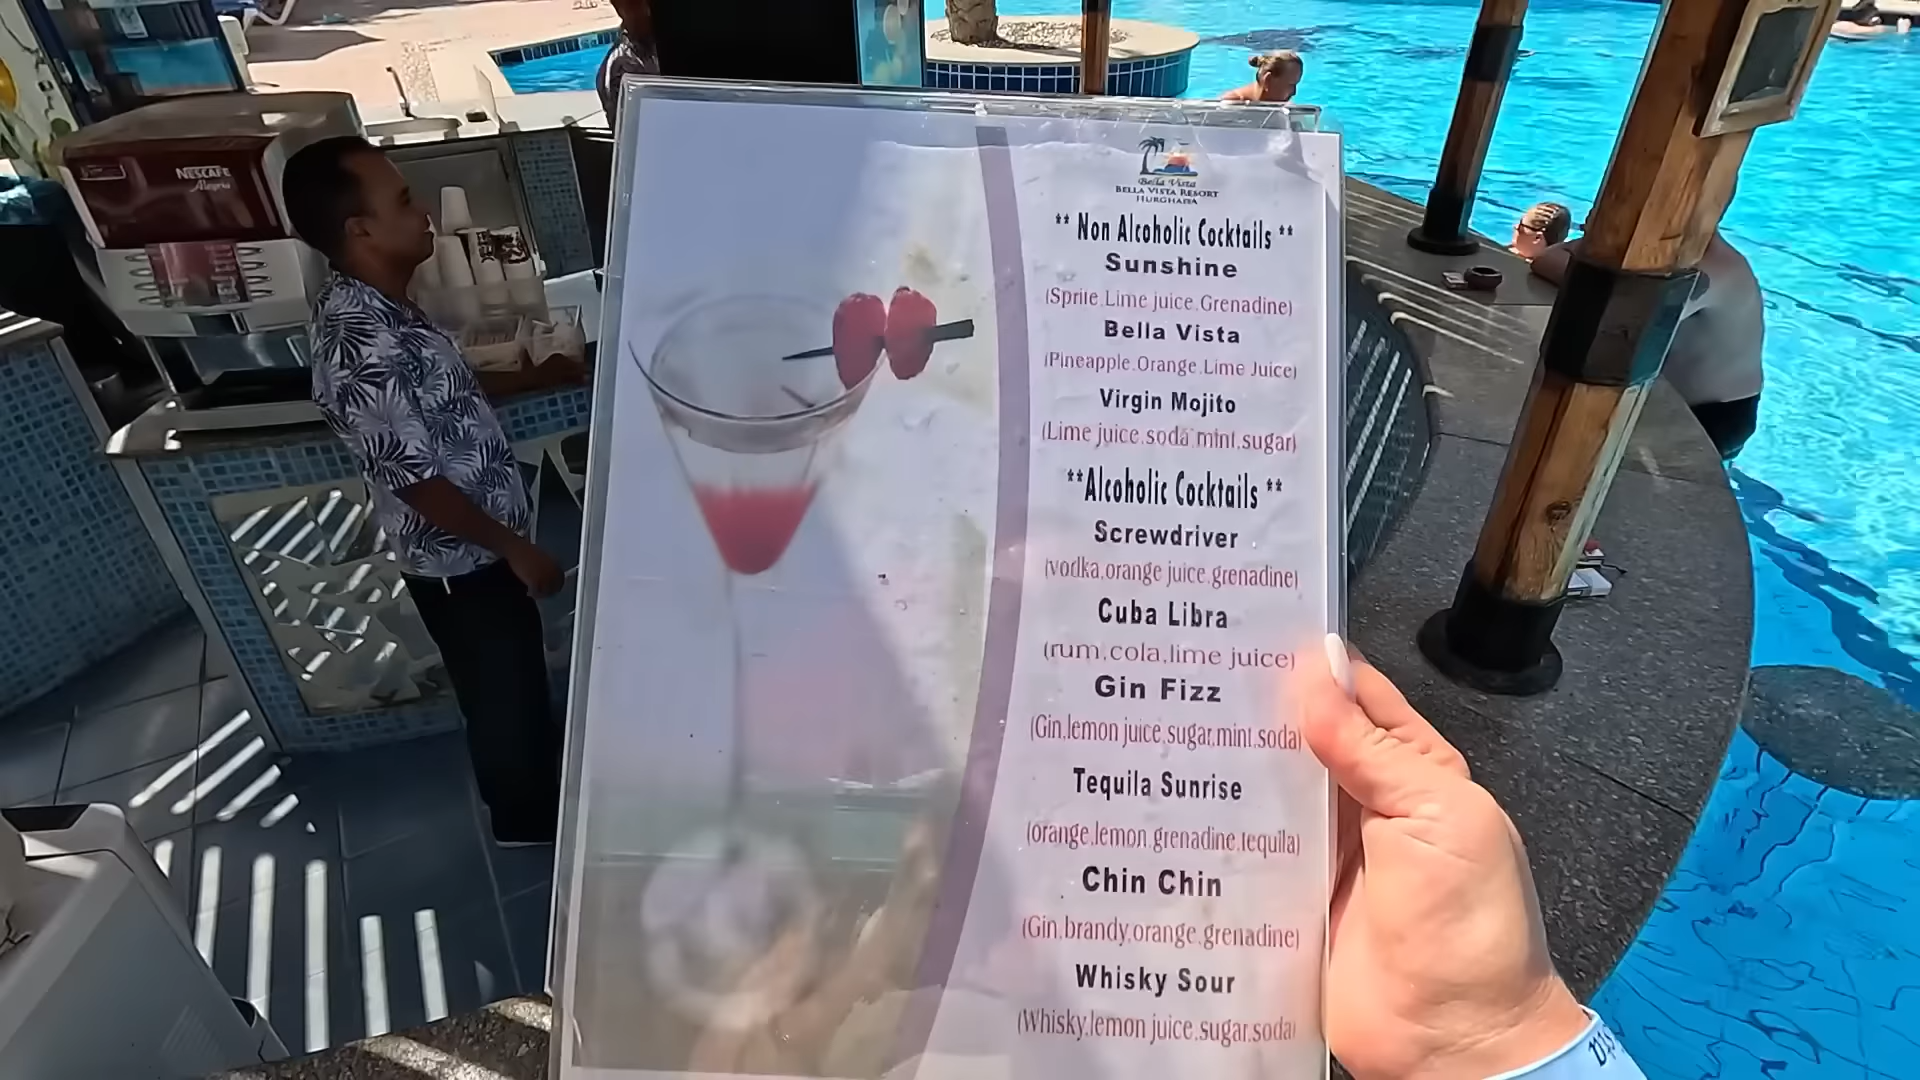 NESCAFÉ
Alegria
Bella Vista
BELLA VISTA RESORT
HURGHADA
** Non Alcoholic Cocktails **
Sunshine
(Sprite,Lime juice,Grenadine)
Bella Vista
(Pineapple,Orange,Lime Juice)
Virgin Mojito
(Lime juice,soda,mint,sugar)
**Alcoholic Cocktails **
Screwdriver
(vodka,orange juice,grenadine)
Cuba Libra
(rum,cola,lime juice)
Gin Fizz
(Gin,lemon juice,sugar,mint,soda)
Tequila Sunrise
(orange,lemon,grenadine,tequila)
Chin Chin
(Gin,brandy,orange,grenadine)
Whisky Sour
(Whisky,lemon juice,sugar,soda)